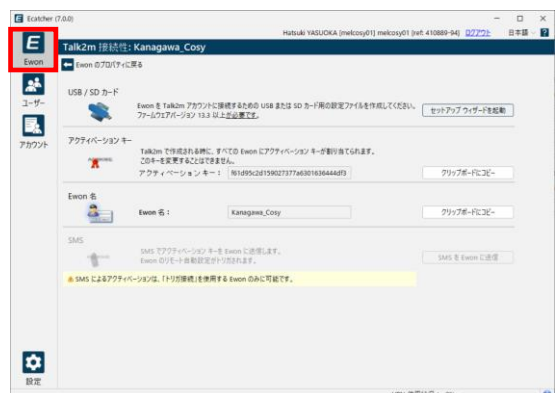 Ecatcher (7.0.0)
Hatsuki YASUOKA (melcosy01) melcosy01 (ref: 410889-94) ログアウト 日本語
Ewon
ユーザー
アカウント
設定
Talk2m 接続性: Kanagawa_Cosy
Ewon のプロパティに戻る
USB / SD カード
Ewon を Talk2m アカウントに接続するための USB または SD カード用の設定ファイルを作成してください。
ファームウェアバージョン 13.3 以上が必要です。
セットアップ ウィザードを起動
アクティベーション キー
Talk2m で作成される時に、すべての Ewon にアクティベーション キーが割り当てられます。
このキーを変更することはできません。
アクティベーション キー: f61d95c2d159027377a6301636444df3
クリップボードにコピー
Ewon 名
Ewon 名: Kanagawa_Cosy
クリップボードにコピー
SMS
SMS でアクティベーション キーを Ewon に送信します。
Ewon のリモート自動設定がトリガされます。
SMS を Ewon に送信
SMS によるアクティベーションは、「トリガ接続」を使用する Ewon のみに可能です。